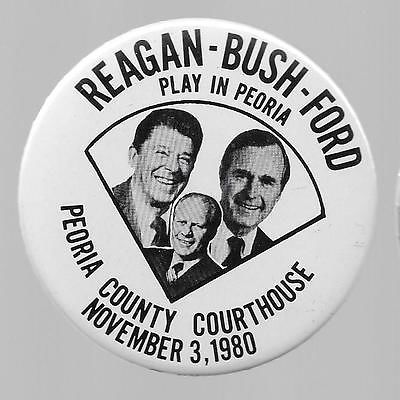 REAGAN-BUSH-FORD
PLAY IN PEORIA
PEORIA COUNTY COURTHOUSE
NOVEMBER 3, 1980